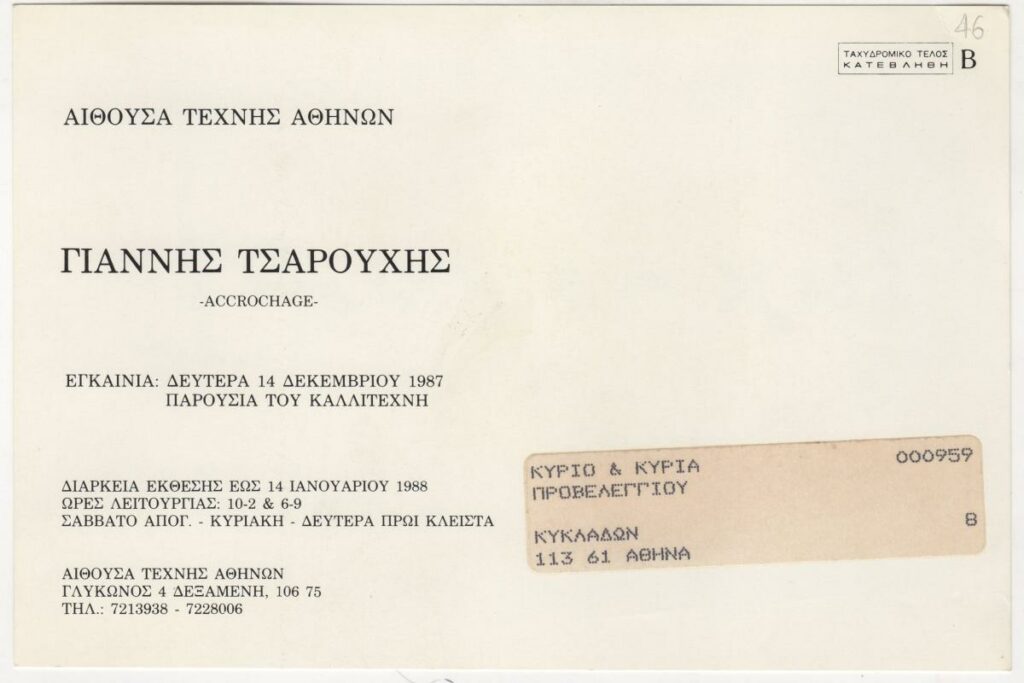 46
ΤΑΧΥΔΡΟΜΙΚΟ ΤΕΛΟΣ
ΚΑΤΕΒΛΗΘΗ
Β
ΑΙΘΟΥΣΑ ΤΕΧΝΗΣ ΑΘΗΝΩΝ
ΓΙΑΝΝΗΣ ΤΣΑΡΟΥΧΗΣ
-ACCROCHAGE-
ΕΓΚΑΙΝΙΑ: ΔΕΥΤΕΡΑ 14 ΔΕΚΕΜΒΡΙΟΥ 1987
ΠΑΡΟΥΣΙΑ ΤΟΥ ΚΑΛΛΙΤΕΧΝΗ
ΔΙΑΡΚΕΙΑ ΕΚΘΕΣΗΣ ΕΩΣ 14 ΙΑΝΟΥΑΡΙΟΥ 1988
ΩΡΕΣ ΛΕΙΤΟΥΡΓΙΑΣ: 10-2 & 6-9
ΣΑΒΒΑΤΟ ΑΠΟΓ. - ΚΥΡΙΑΚΗ - ΔΕΥΤΕΡΑ ΠΡΩΙ ΚΛΕΙΣΤΑ
ΑΙΘΟΥΣΑ ΤΕΧΝΗΣ ΑΘΗΝΩΝ
ΓΛΥΚΩΝΟΣ 4 ΔΕΞΑΜΕΝΗ, 106 75
ΤΗΛ.: 7213938 - 7228006
ΚΥΡΙΟ & ΚΥΡΙΑ 000959
ΠΡΟΒΕΛΕΓΓΙΟΥ
8
ΚΥΚΛΑΔΩΝ
113 61 ΑΘΗΝΑ